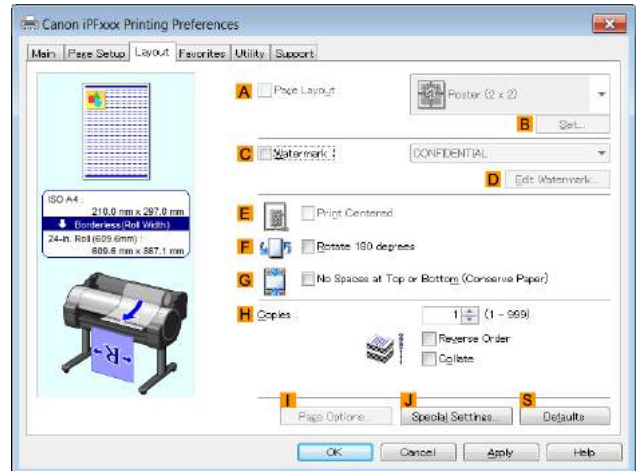 Canon iPFxxx Printing Preferences
Main Page Setup Layout Favorites Utility Support
A Page Layout : Poster (2 x 2)
B Set...
C Watermark : CONFIDENTIAL
D Edit Watermark...
ISO A4 :
210.0 mm x 297.0 mm
Borderless(Roll Width)
24-in. Roll (609.6mm) :
609.6 mm x 867.1 mm
E Print Centered
F Rotate 180 degrees
G No Spaces at Top or Bottom (Conserve Paper)
H Copies : 1 (1 - 999)
Reverse Order
Collate
R
I J S
Page Options... Special Settings... Defaults
OK Cancel Apply Help